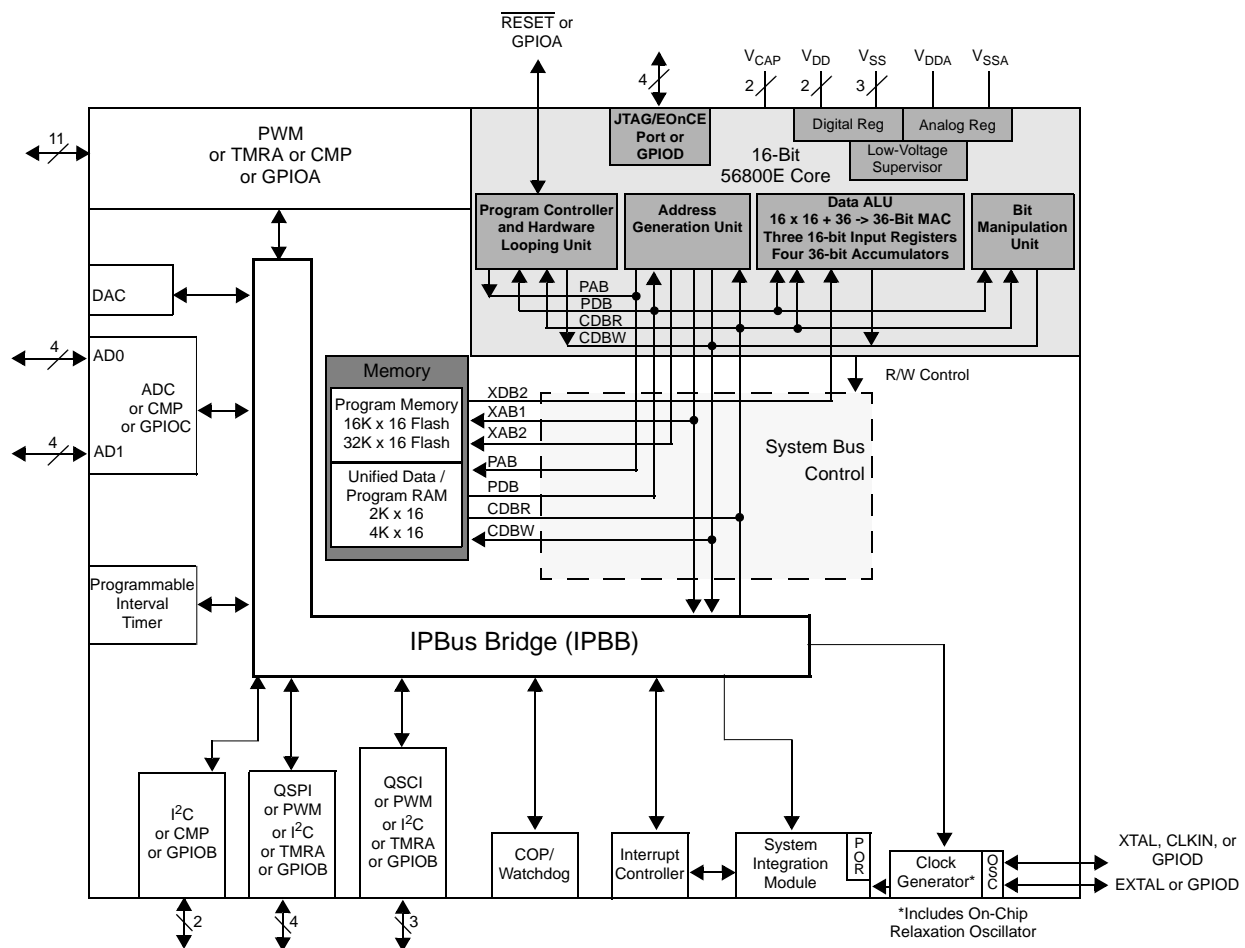 RESET or
GPIOA
4
VCAP
VDD
VSS
VDDA
VSSA
2
2
3
11
PWM
or TMRA or CMP
or GPIOA
JTAG/EOnCE
Port or
GPIOD
Digital Reg
Analog Reg
Low-Voltage
Supervisor
16-Bit
56800E Core
Program Controller
and Hardware
Looping Unit
Address
Generation Unit
Data ALU
16 x 16 + 36 -> 36-Bit MAC
Three 16-bit Input Registers
Four 36-bit Accumulators
Bit
Manipulation
Unit
PAB
PDB
CDBR
CDBW
DAC
4
AD0
ADC
or CMP
or GPIOC
4
AD1
Memory
Program Memory
16K x 16 Flash
32K x 16 Flash
Unified Data /
Program RAM
2K x 16
4K x 16
XDB2
XAB1
XAB2
PAB
PDB
CDBR
CDBW
R/W Control
System Bus
Control
Programmable
Interval
Timer
IPBus Bridge (IPBB)
I2C
or CMP
or GPIOB
QSPI
or PWM
or I2C
or TMRA
or GPIOB
QSCI
or PWM
or I2C
or TMRA
or GPIOB
COP/
Watchdog
Interrupt
Controller
System
Integration
Module
POR
Clock
Generator*
OSC
XTAL, CLKIN, or
GPIOD
EXTAL or GPIOD
*Includes On-Chip
Relaxation Oscillator
2
4
3